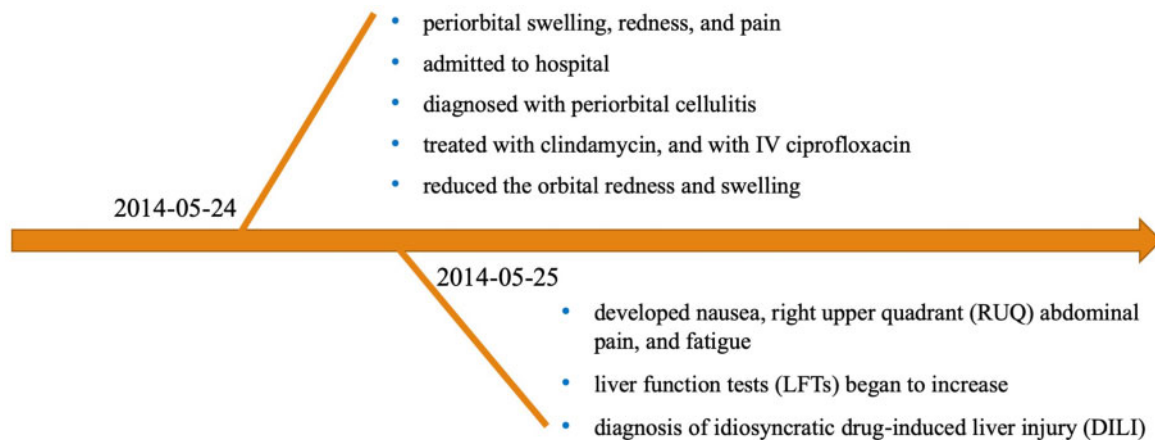 • periorbital swelling, redness, and pain
• admitted to hospital
• diagnosed with periorbital cellulitis
• treated with clindamycin, and with IV ciprofloxacin
• reduced the orbital redness and swelling
2014-05-24
2014-05-25
• developed nausea, right upper quadrant (RUQ) abdominal
pain, and fatigue
• liver function tests (LFTs) began to increase
• diagnosis of idiosyncratic drug-induced liver injury (DILI)